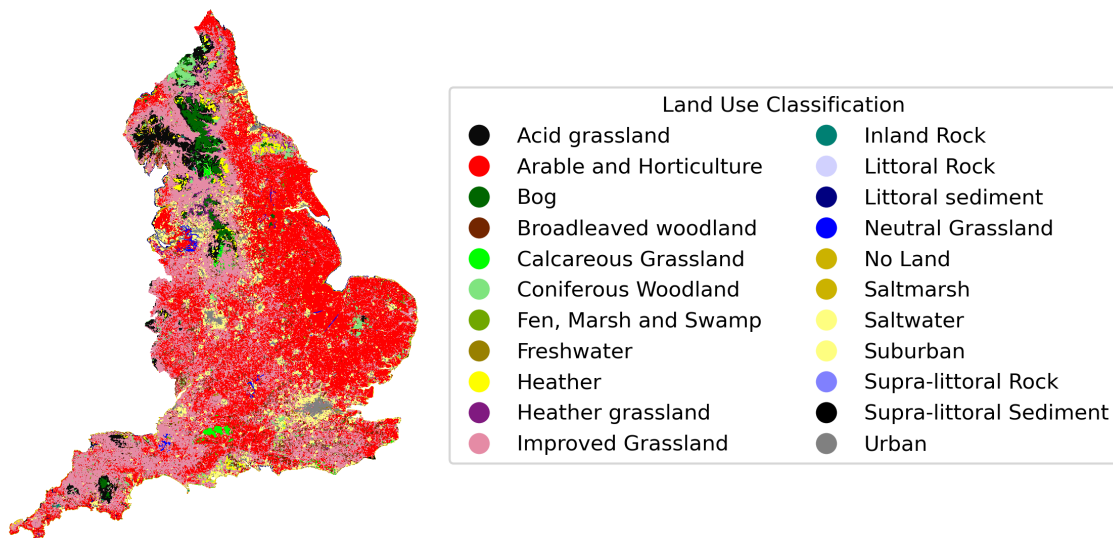 Land Use Classification
Acid grassland
Arable and Horticulture
Bog
Broadleaved woodland
Calcareous Grassland
Coniferous Woodland
Fen, Marsh and Swamp
Freshwater
Heather
Heather grassland
Improved Grassland
Inland Rock
Littoral Rock
Littoral sediment
Neutral Grassland
No Land
Saltmarsh
Saltwater
Suburban
Supra-littoral Rock
Supra-littoral Sediment
Urban